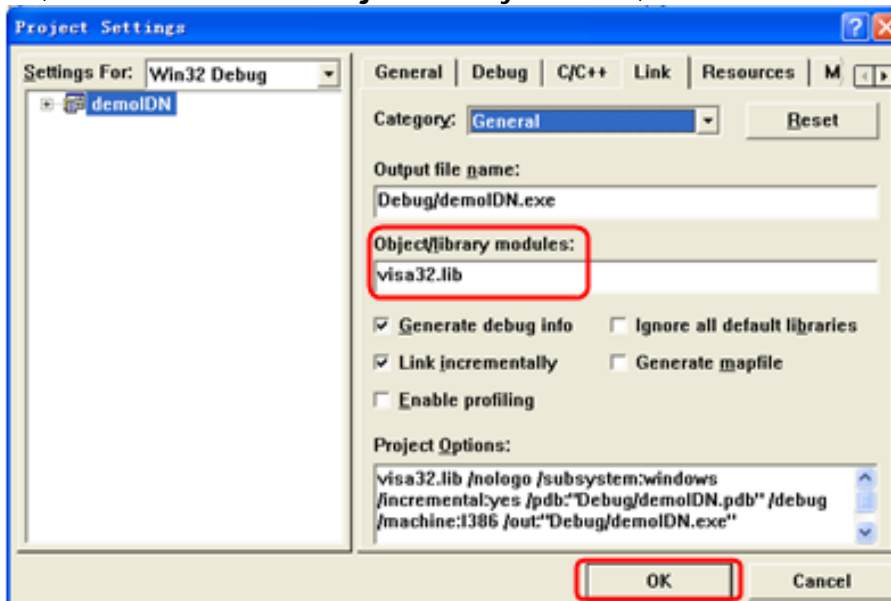 Project Settings
Settings For: Win32 Debug
demoIDN
General Debug C/C++ Link Resources M
Category: General
Reset
Output file name:
Debug/demoIDN.exe
Object/library modules:
visa32.lib
Generate debug info
Ignore all default libraries
Link incrementally
Generate mapfile
Enable profiling
Project Options:
visa32.lib /nologo /subsystem:windows
/incremental:yes /pdb:"Debug/demoIDN.pdb" /debug
/machine:I386 /out:"Debug/demoIDN.exe"
OK
Cancel